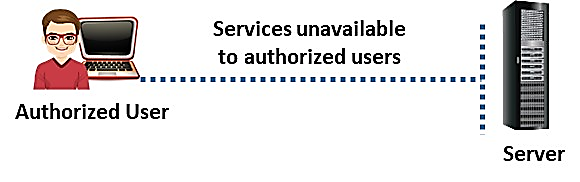 Services unavailable
to authorized users
Authorized User
Server